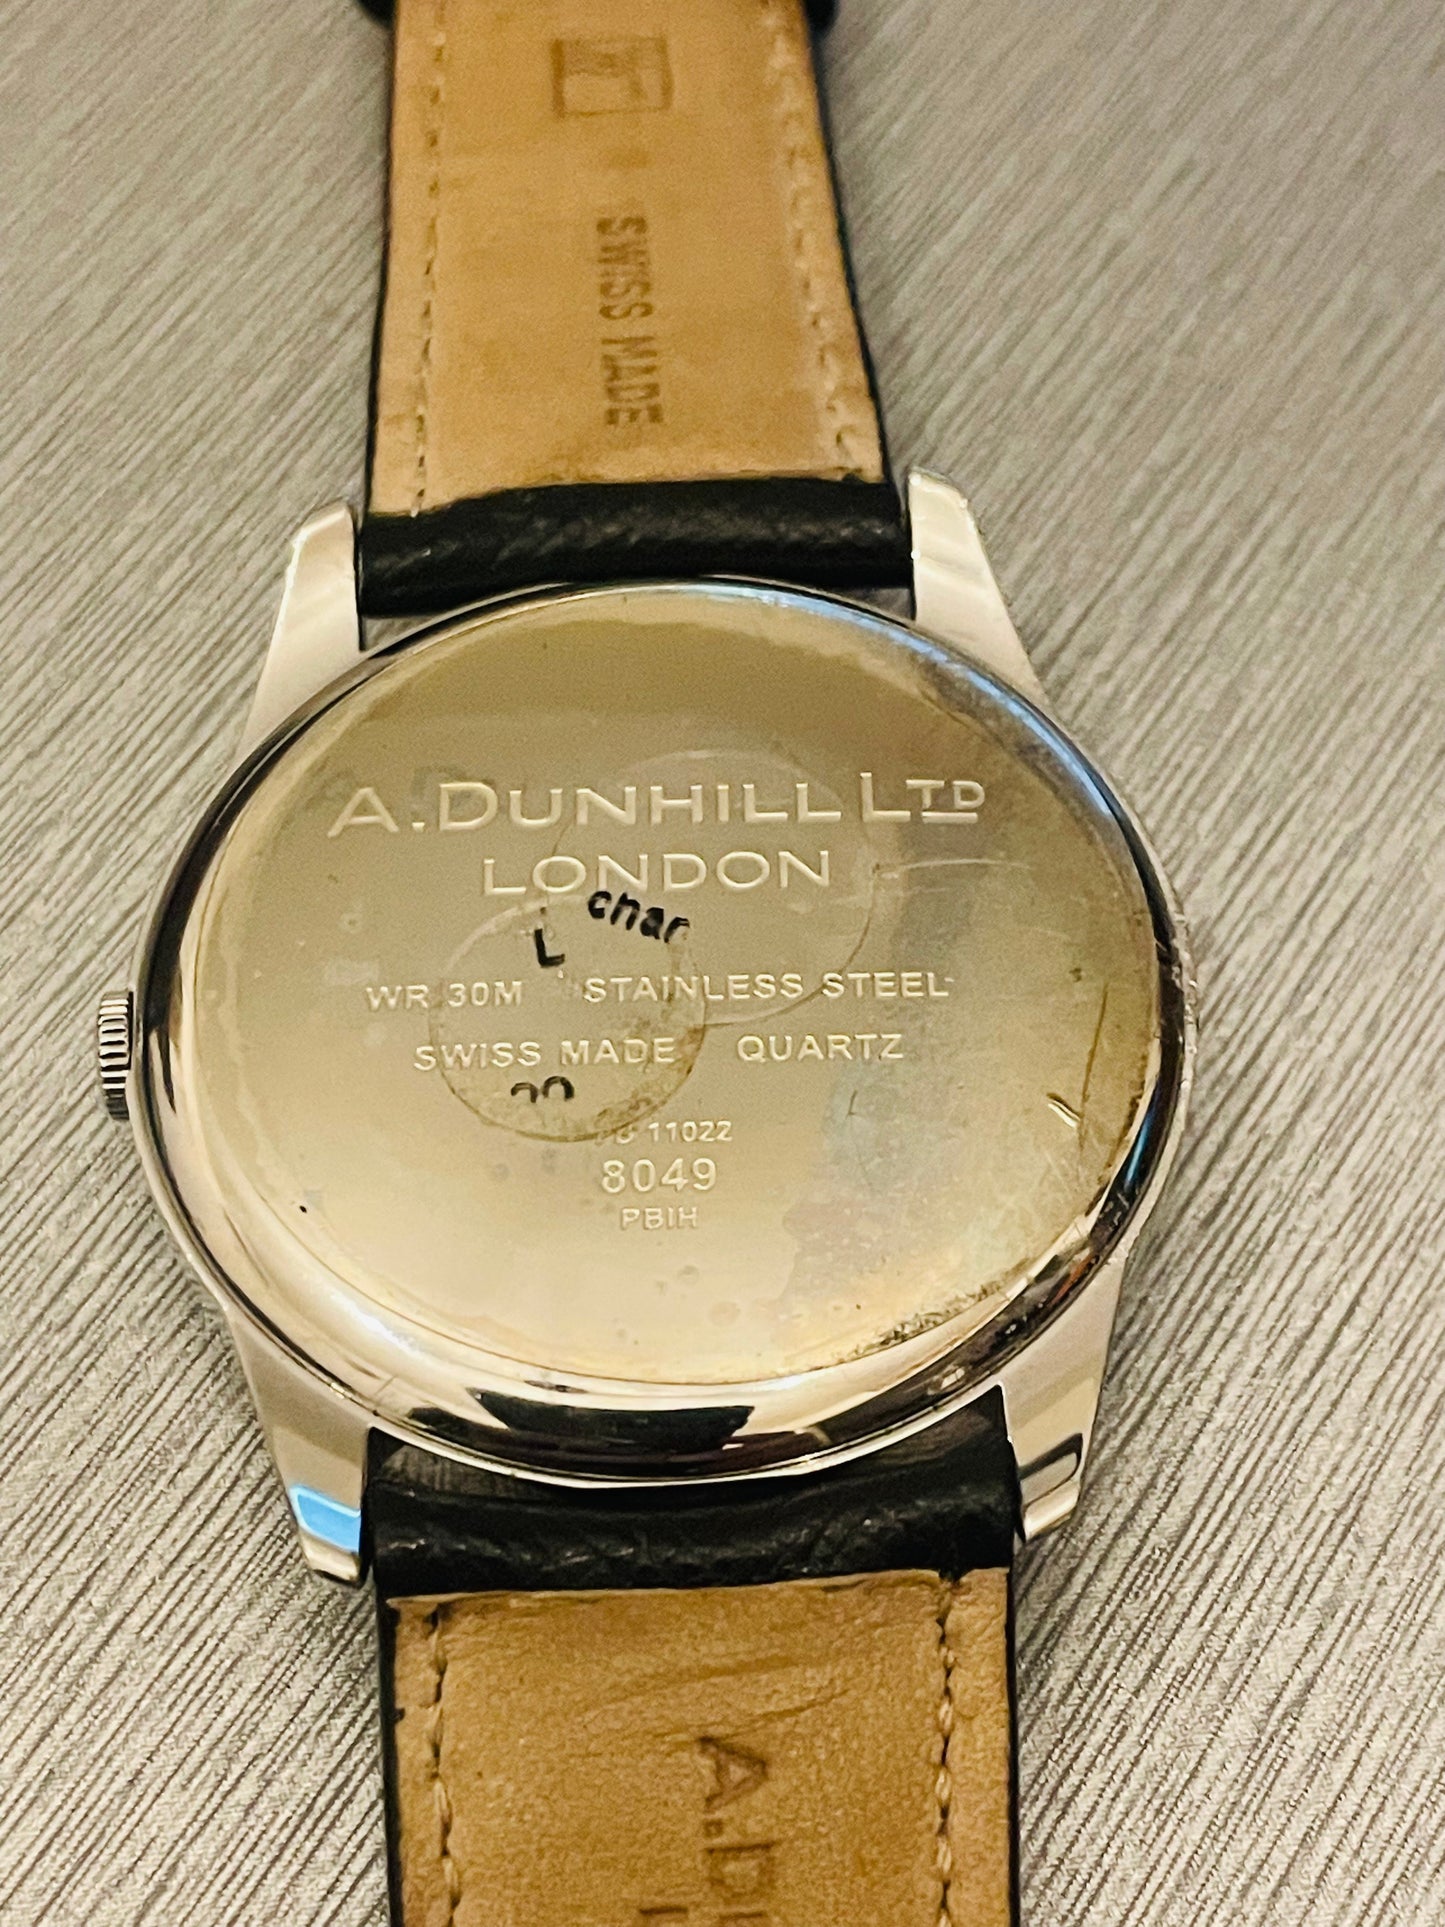 SWISS MADE
A. DUNHILL LTD
LONDON
char
L
WR 30M STAINLESS STEEL
SWISS MADE QUARTZ
11022
8049
PBIH